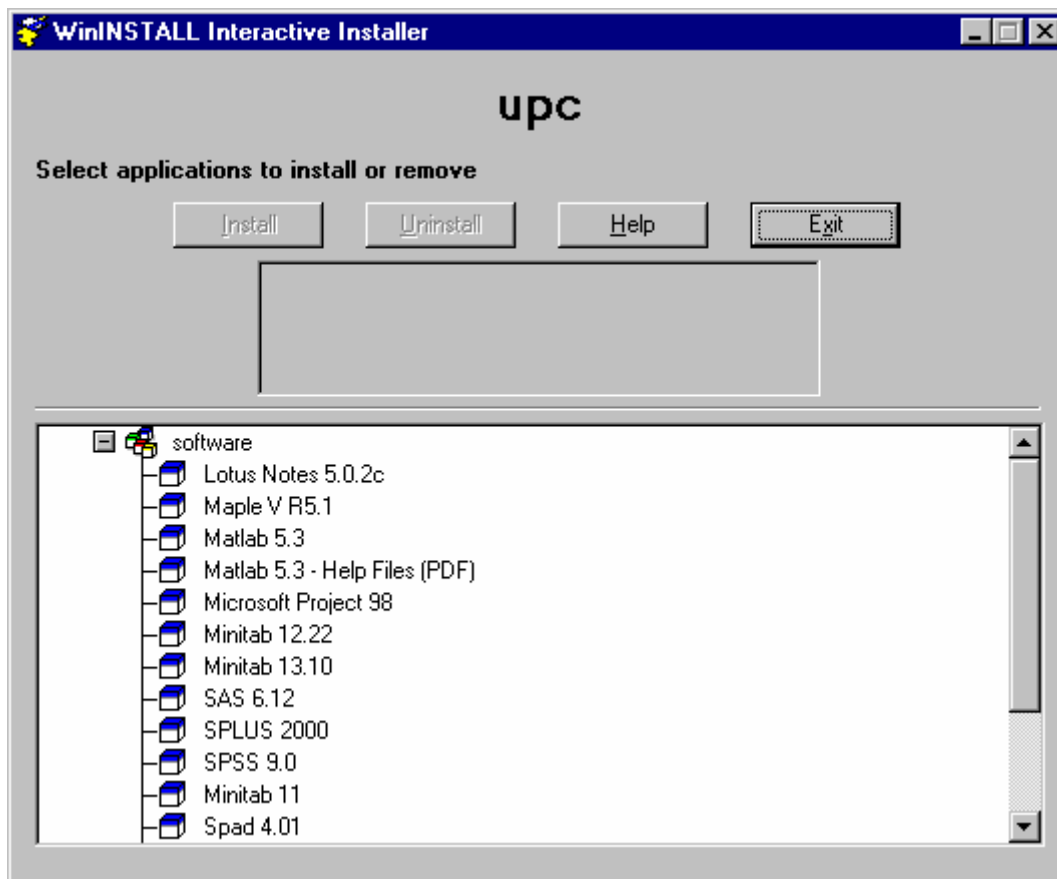 WinINSTALL Interactive Installer
upc
Select applications to install or remove
Install Uninstall Help Exit
software
Lotus Notes 5.0.2c
Maple V R5.1
Matlab 5.3
Matlab 5.3 - Help Files (PDF)
Microsoft Project 98
Minitab 12.22
Minitab 13.10
SAS 6.12
SPLUS 2000
SPSS 9.0
Minitab 11
Spad 4.01